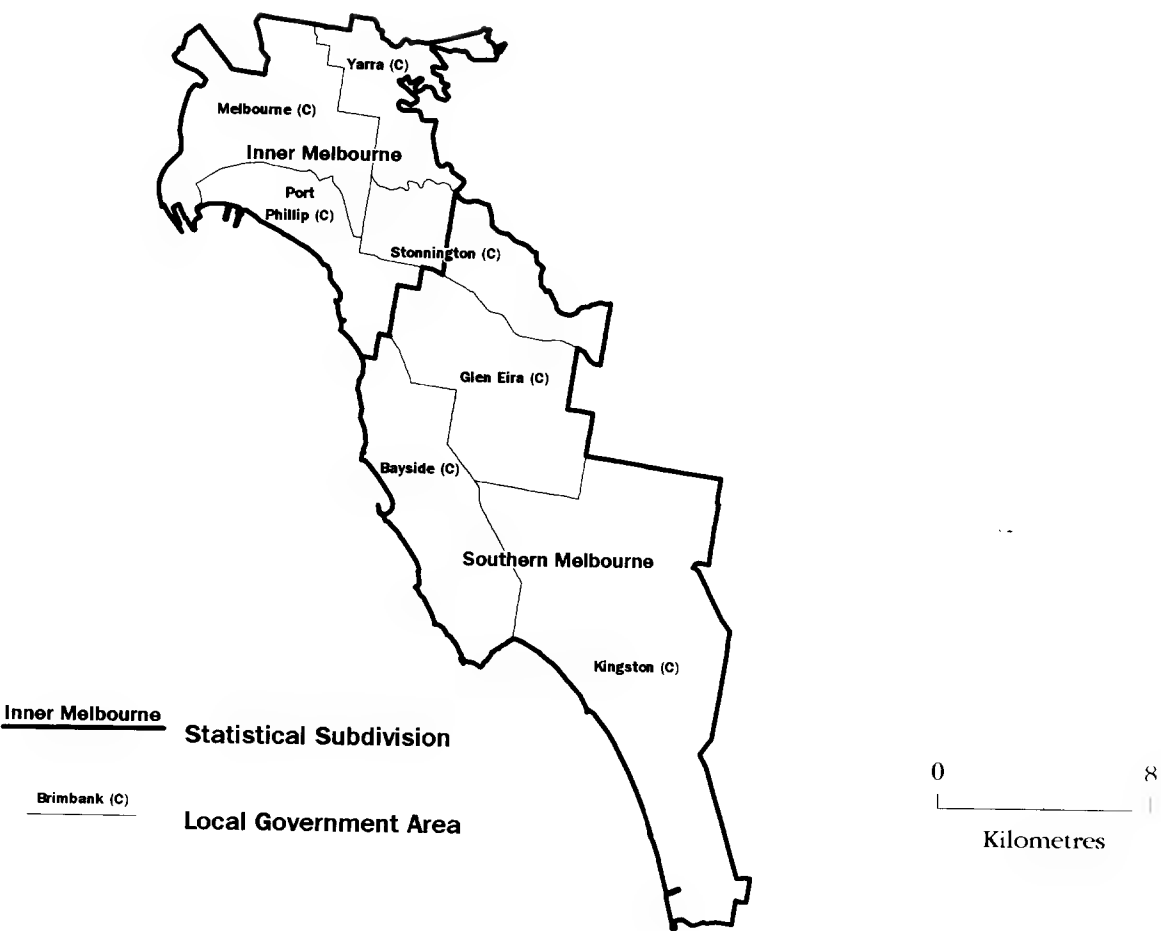 Yarra (C)
Melbourne (C)
Inner Melbourne
Port
Phillip (C)
Stonnington (C)
Glen Eira (C)
Bayside (C)
Southern Melbourne
Kingston (C)
Inner Melbourne
Statistical Subdivision
Brimbank (C)
Local Government Area
0 8
Kilometres